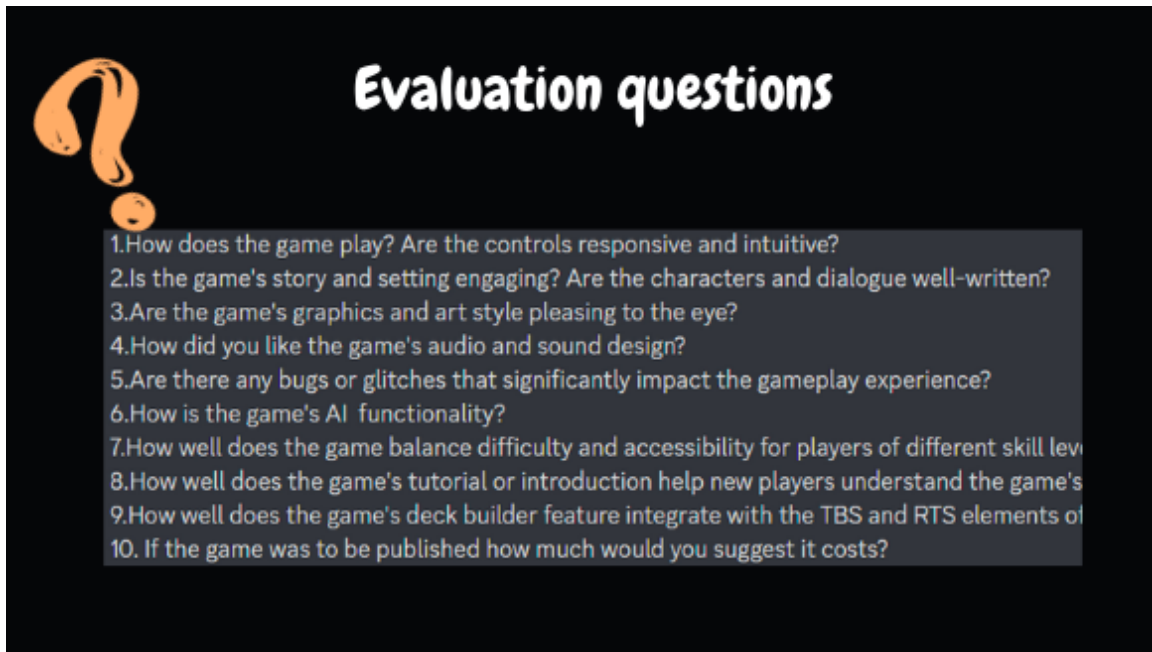 Evaluation questions
1.How does the game play? Are the controls responsive and intuitive?
2.Is the game's story and setting engaging? Are the characters and dialogue well-written?
3.Are the game's graphics and art style pleasing to the eye?
4.How did you like the game's audio and sound design?
5.Are there any bugs or glitches that significantly impact the gameplay experience?
6.How is the game's AI functionality?
7.How well does the game balance difficulty and accessibility for players of different skill
8.How well does the game's tutorial or introduction help new players understand the game's
9.How well does the game's deck builder feature integrate with the TBS and RTS elements
10. If the game was to be published how much would you suggest it costs?